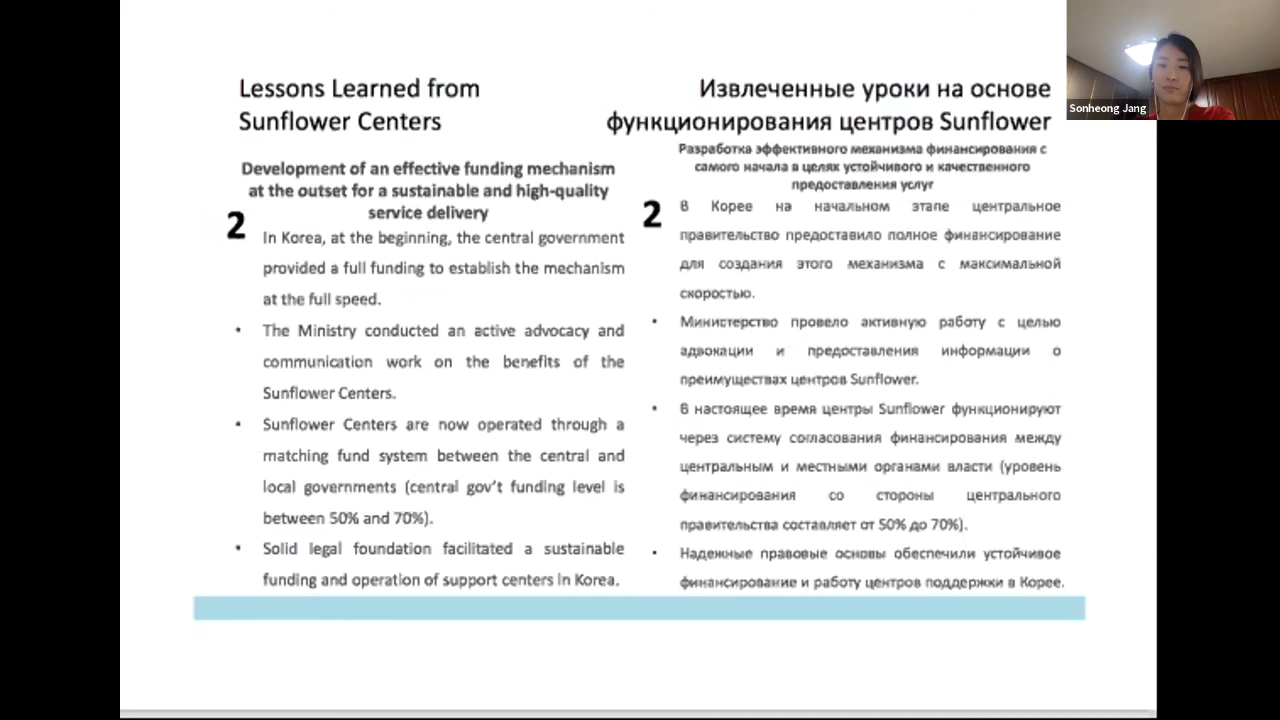 Lessons Learned from
Sunflower Centers
Development of an effective funding mechanism
at the outset for a sustainable and high-quality
service delivery
2
In Korea, at the beginning, the central government
provided a full funding to establish the mechanism
at the full speed.
• The Ministry conducted an active advocacy and
communication work on the benefits of the
Sunflower Centers.
• Sunflower Centers are now operated through a
matching fund system between the central and
local governments (central gov't funding level is
between 50% and 70%).
• Solid legal foundation facilitated a sustainable
funding and operation of support centers in Korea.
Извлеченные уроки на основе
функционирования центров Sunflower
Разработка эффективного механизма финансирования с
самого начала в целях устойчивого и качественного
предоставления услуг
2
В Корее на начальном этапе центральное
правительство предоставило полное финансирование
для создания этого механизма с максимальной
скоростью.
• Министерство провело активную работу с целью
адвокации и предоставления информации о
преимуществах центров Sunflower.
• В настоящее время центры Sunflower функционируют
через систему согласования финансирования между
центральным и местными органами власти (уровень
финансирования со стороны центрального
правительства составляет от 50% до 70%).
• Надежные правовые основы обеспечили устойчивое
финансирование и работу центров поддержки в Корее.
Sonheong Jang